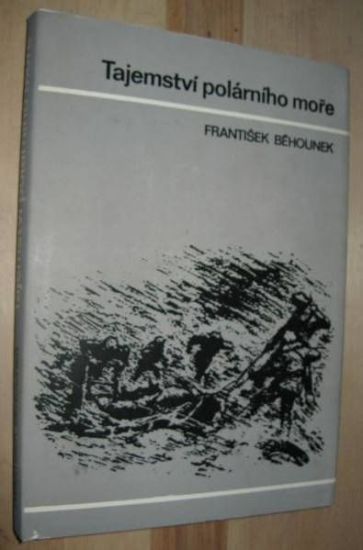 Tajemství polárního moře
FRANTIŠEK BĚHOUNEK